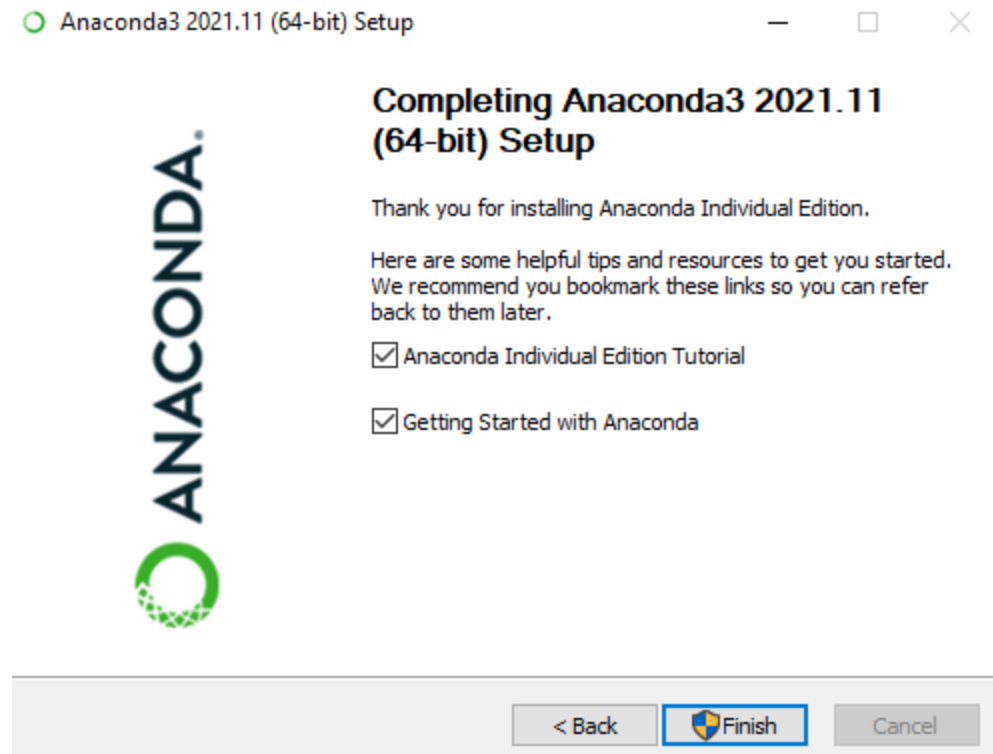 Anaconda3 2021.11 (64-bit) Setup
Completing Anaconda3 2021.11
(64-bit) Setup
ANACONDA.
Thank you for installing Anaconda Individual Edition.
Here are some helpful tips and resources to get you started.
We recommend you bookmark these links so you can refer
back to them later.
Anaconda Individual Edition Tutorial
Getting Started with Anaconda
< Back
Finish
Cancel